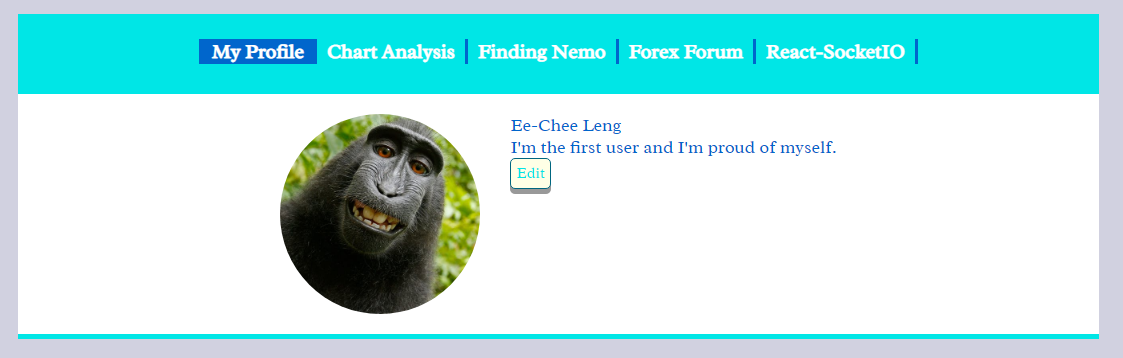 My Profile Chart Analysis Finding Nemo Forex Forum React-SocketIO
Ee-Chee Leng
I'm the first user and I'm proud of myself.
Edit